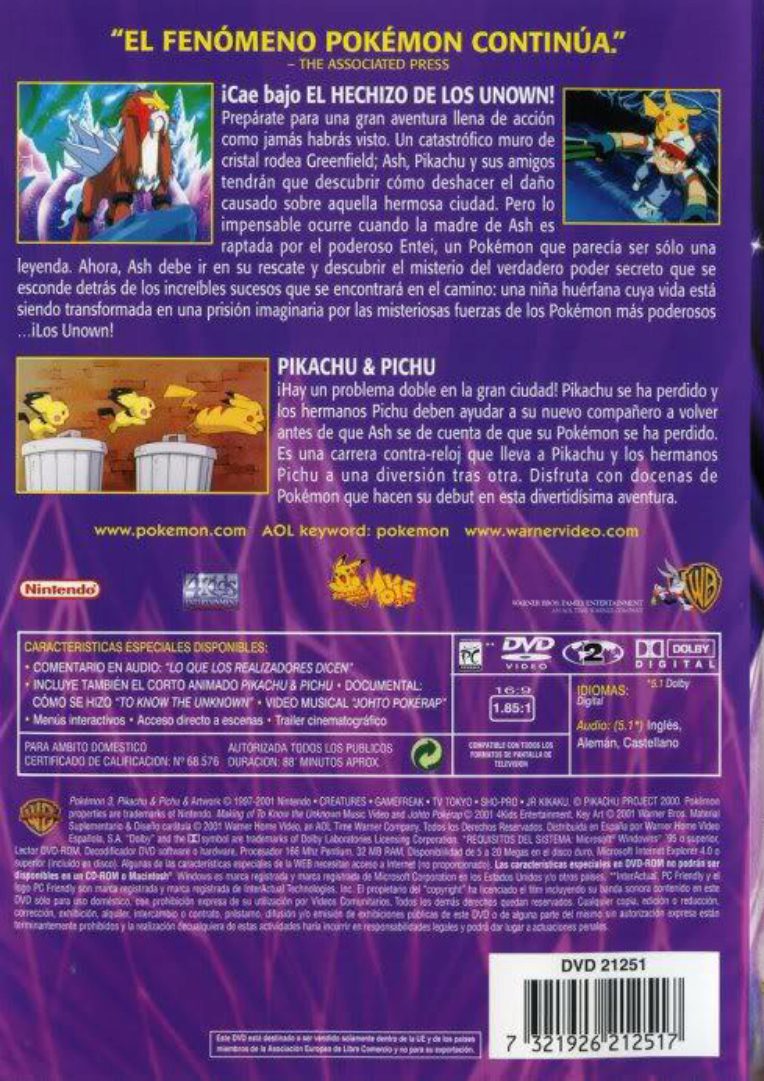 “EL FENÓMENO POKÉMON CONTINÚA.”
– THE ASSOCIATED PRESS
¡Cae bajo EL HECHIZO DE LOS UNOWN!
Prepárate para una gran aventura llena de acción
como jamás habrás visto. Un catastrófico muro de
cristal rodea Greenfield; Ash, Pikachu y sus amigos
tendrán que descubrir cómo deshacer el daño
causado sobre aquella hermosa ciudad. Pero lo
impensable ocurre cuando la madre de Ash es
raptada por el poderoso Entei, un Pokémon que parecía ser sólo una
leyenda. Ahora, Ash debe ir en su rescate y descubrir el misterio del verdadero poder secreto que se
esconde detrás de los increíbles sucesos que se encontrará en el camino: una niña huérfana cuya vida está
siendo transformada en una prisión imaginaria por las misteriosas fuerzas de los Pokémon más poderosos
...¡Los Unown!
PIKACHU & PICHU
¡Hay un problema doble en la gran ciudad! Pikachu se ha perdido y
los hermanos Pichu deben ayudar a su nuevo compañero a volver
antes de que Ash se de cuenta de que su Pokémon se ha perdido.
Es una carrera contra-reloj que lleva a Pikachu y los hermanos
Pichu a una diversión tras otra. Disfruta con docenas de
Pokémon que hacen su debut en esta divertidísima aventura.
www.pokemon.com AOL keyword: pokemon www.warnervideo.com
Nintendo
4Kids
ENTERTAINMENT
WARNER BROS. FAMILY ENTERTAINMENT
AN AOL TIME WARNER COMPANY
WB
CARACTERISTICAS ESPECIALES DISPONIBLES:
• COMENTARIO EN AUDIO: "LO QUE LOS REALIZADORES DICEN"
• INCLUYE TAMBIEN EL CORTO ANIMADO PIKACHU & PICHU • DOCUMENTAL:
CÓMO SE HIZO "TO KNOW THE UNKNOWN" • VIDEO MUSICAL "JOHTO POKERAP"
• Menús interactivos • Acceso directo a escenas • Trailer cinematográfico
PARA AMBITO DOMESTICO AUTORIZADA TODOS LOS PUBLICOS
CERTIFICADO DE CALIFICACION: Nº 68.576 DURACION: 88' MINUTOS APROX.
PC
DVD
VIDEO
2
DOLBY
DIGITAL
16:9
1.85:1
COMPATIBLE CON TODOS LOS
FORMATOS DE PANTALLA DE
TELEVISION
IDIOMAS: *5.1 Dolby
Digital
Audio: (5.1*) Inglés,
Alemán, Castellano
Pokémon 3, Pikachu & Pichu & Artwork © 1997-2001 Nintendo • CREATURES • GAMEFREAK • TV TOKYO • SHO-PRO • JR KIKAKU. © PIKACHU PROJECT 2000. Pokémon
properties are trademarks of Nintendo. Making of To Know the Unknown Music Video and Johto Pokérap © 2001 4Kids Entertainment. Key Art © 2001 Warner Bros. Material
Suplementario & Diseño carátula © 2001 Warner Home Video, an AOL Time Warner Company. Todos los Derechos Reservados. Distribuida en España por Warner Home Video
Española, S.A. "Dolby" and the symbol are trademarks of Dolby Laboratories Licensing Corporation. *REQUISITOS DEL SISTEMA: Microsoft® Windows® 95 o superior,
Lector DVD-ROM, Decodificador DVD software o hardware, Procesador 166 Mhz Pentium, 32 MB RAM, Disponibilidad de 5 a 20 Megas en el disco duro, Microsoft Internet Explorer 4.0 o
superior (incluido en disco). Algunas de las características especiales de la WEB necesitan acceso a Internet (no proporcionado). Las características especiales en DVD-ROM no podrán ser
disponibles en un CD-ROM o Macintosh®. Windows es marca registrada y marca registrada de Microsoft Corporation en los Estados Unidos y/o otros países. **InterActual, PC Friendly y el
logo PC Friendly son marca registrada y marca registrada de InterActual Technologies, Inc. El propietario del "copyright" ha licenciado el film incluyendo su banda sonora contenido en este
DVD sólo para uso doméstico, con prohibición expresa de su utilización por Videos Comunitarios. Todos los demás derechos quedan reservados. Cualquier copia, edición o reducción,
corrección, exhibición, alquiler, intercambio o contrato, préstamo, difusión y/o emisión de exhibiciones públicas de este DVD o de alguna parte del mismo sin autorización expresa están
terminantemente prohibidos y la realización de cualquiera de estas actividades haría incurrir en responsabilidades legales y podrá dar lugar a actuaciones penales.
DVD 21251
7 321926 212517
Este DVD está destinado a ser vendido solamente dentro de la UE y de los países
miembros de la Asociación Europea de Libre Comercio y no para su exportación.